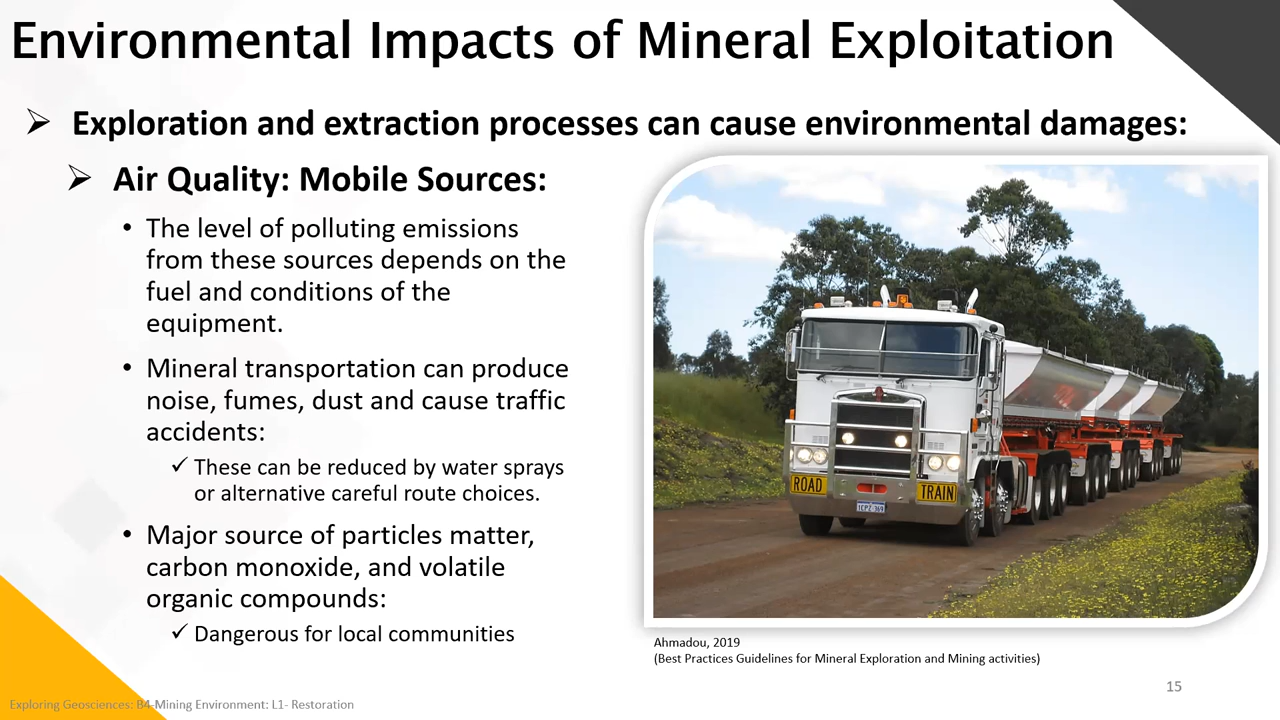 Environmental Impacts of Mineral Exploitation
Exploration and extraction processes can cause environmental damages:
Air Quality: Mobile Sources:
• The level of polluting emissions
from these sources depends on the
fuel and conditions of the
equipment.
• Mineral transportation can produce
noise, fumes, dust and cause traffic
accidents:
✓ These can be reduced by water sprays
or alternative careful route choices.
• Major source of particles matter,
carbon monoxide, and volatile
organic compounds:
✓ Dangerous for local communities
ROAD
TRAIN
1CPZ-369
Ahmadou, 2019
(Best Practices Guidelines for Mineral Exploration and Mining activities)
15
Exploring Geosciences: B4-Mining Environment: L1- Restoration